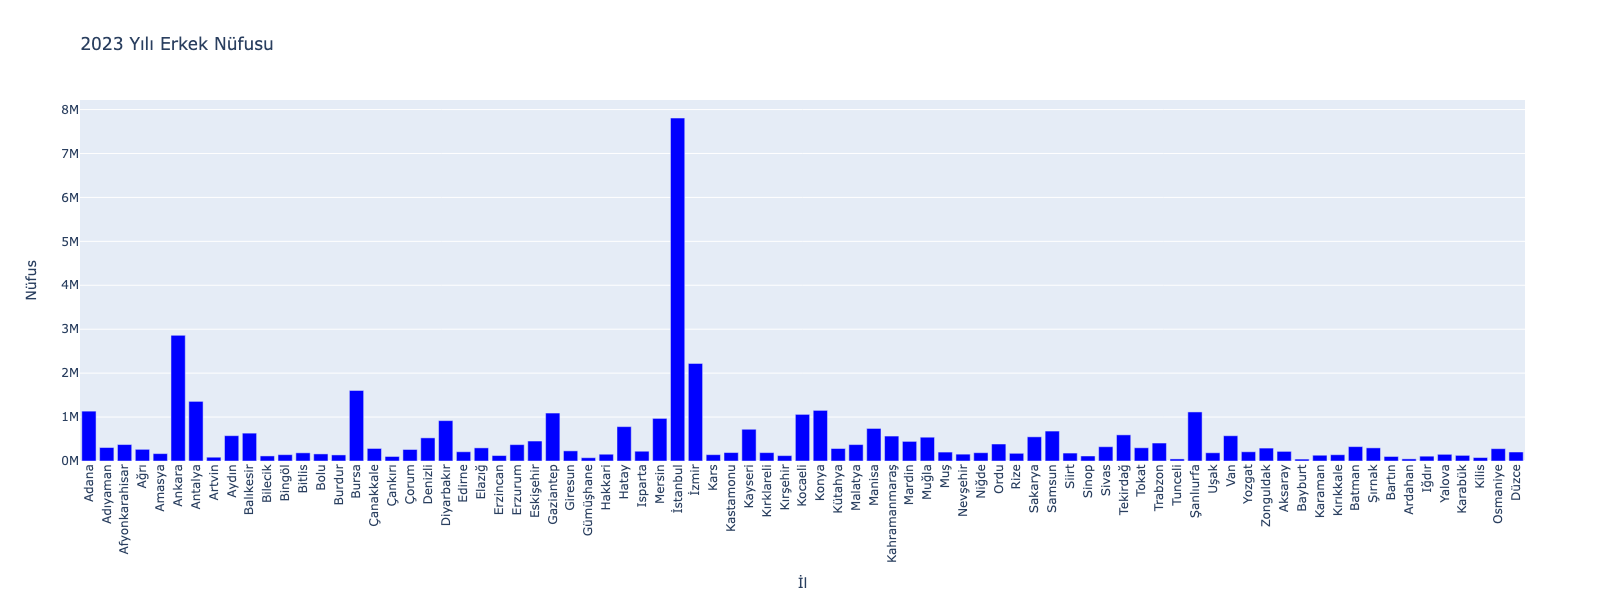 2023 Yılı Erkek Nüfusu
8M
7M
6M
5M
4M
3M
2M
1M
0M
Nüfus
Adana
Adıyaman
Afyonkarahisar
Ağrı
Amasya
Ankara
Antalya
Artvin
Aydın
Balıkesir
Bilecik
Bingöl
Bitlis
Bolu
Burdur
Bursa
Çanakkale
Çankırı
Çorum
Denizli
Diyarbakır
Edirne
Elazığ
Erzincan
Erzurum
Eskişehir
Gaziantep
Giresun
Gümüşhane
Hakkari
Hatay
Isparta
Mersin
İstanbul
İzmir
Kars
Kastamonu
Kayseri
Kırklareli
Kırşehir
Kocaeli
Konya
Kütahya
Malatya
Manisa
Kahramanmaraş
Mardin
Muğla
Muş
Nevşehir
Niğde
Ordu
Rize
Sakarya
Samsun
Siirt
Sinop
Sivas
Tekirdağ
Tokat
Trabzon
Tunceli
Şanlıurfa
Uşak
Van
Yozgat
Zonguldak
Aksaray
Bayburt
Karaman
Kırıkkale
Batman
Şırnak
Bartın
Ardahan
Iğdır
Yalova
Karabük
Kilis
Osmaniye
Düzce
İl